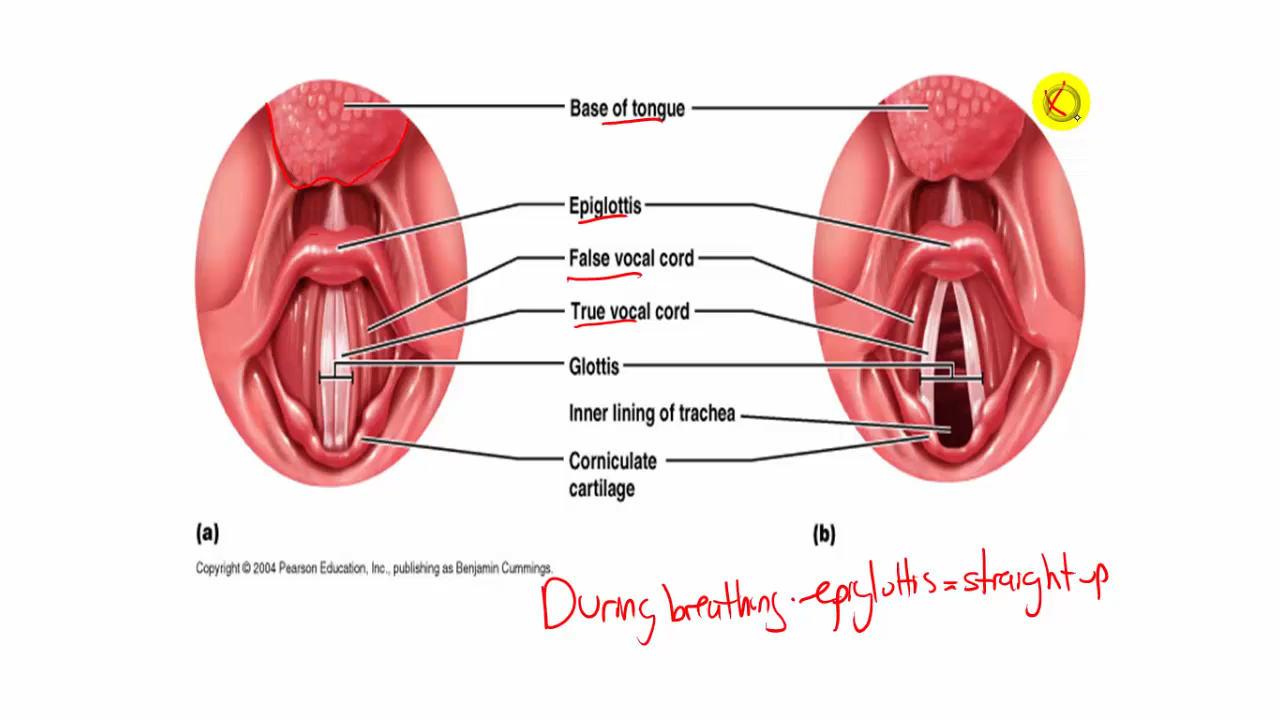 Base of tongue
Epiglottis
False vocal cord
True vocal cord
Glottis
Inner lining of trachea
Corniculate
cartilage
(a)
(b)
Copyright © 2004 Pearson Education, Inc., publishing as Benjamin Cummings.
During breathing · epiglottis = straight up